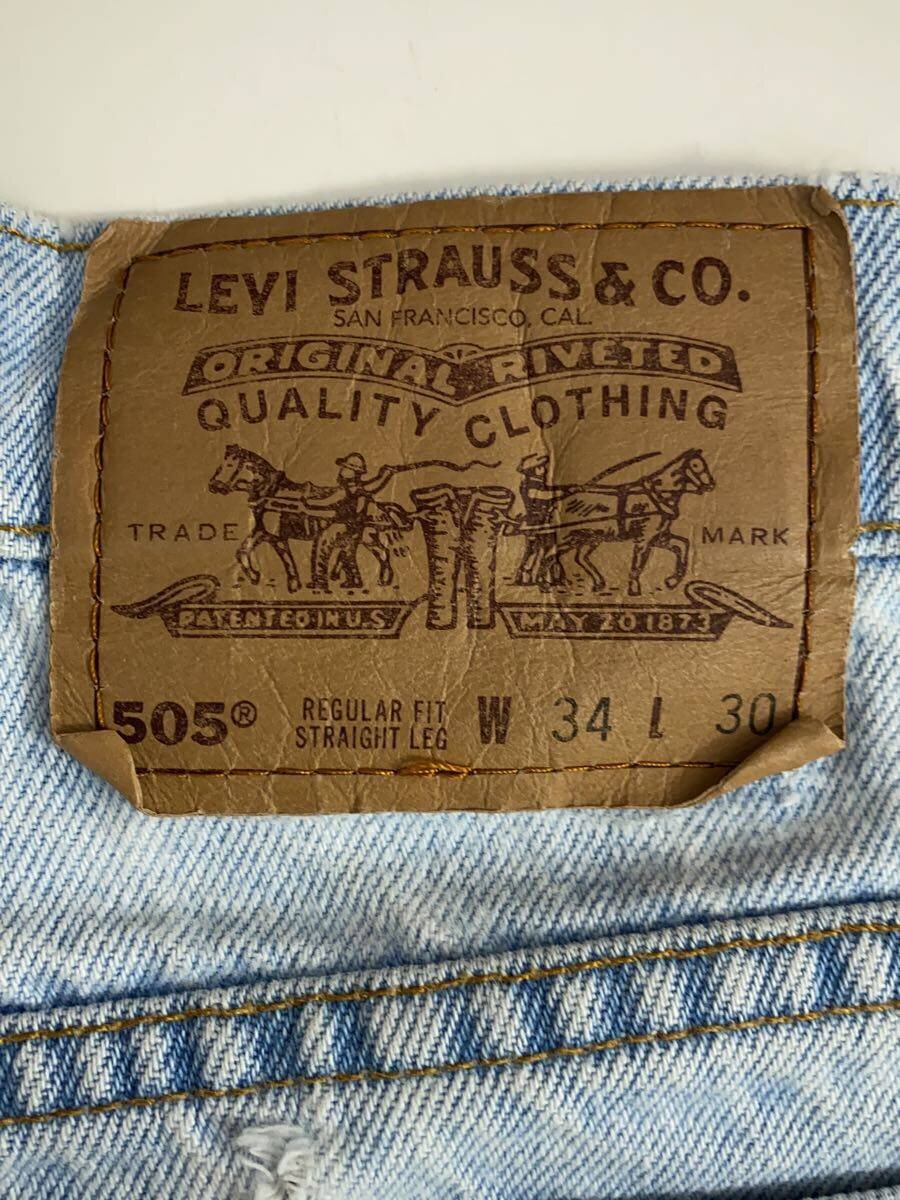 LEVI STRAUSS & CO.
SAN FRANCISCO, CAL.
ORIGINAL RIVETED
QUALITY CLOTHING
TRADE MARK
PATENTED IN U.S. MAY 20 1873
505® REGULAR FIT STRAIGHT LEG W 34 L 30